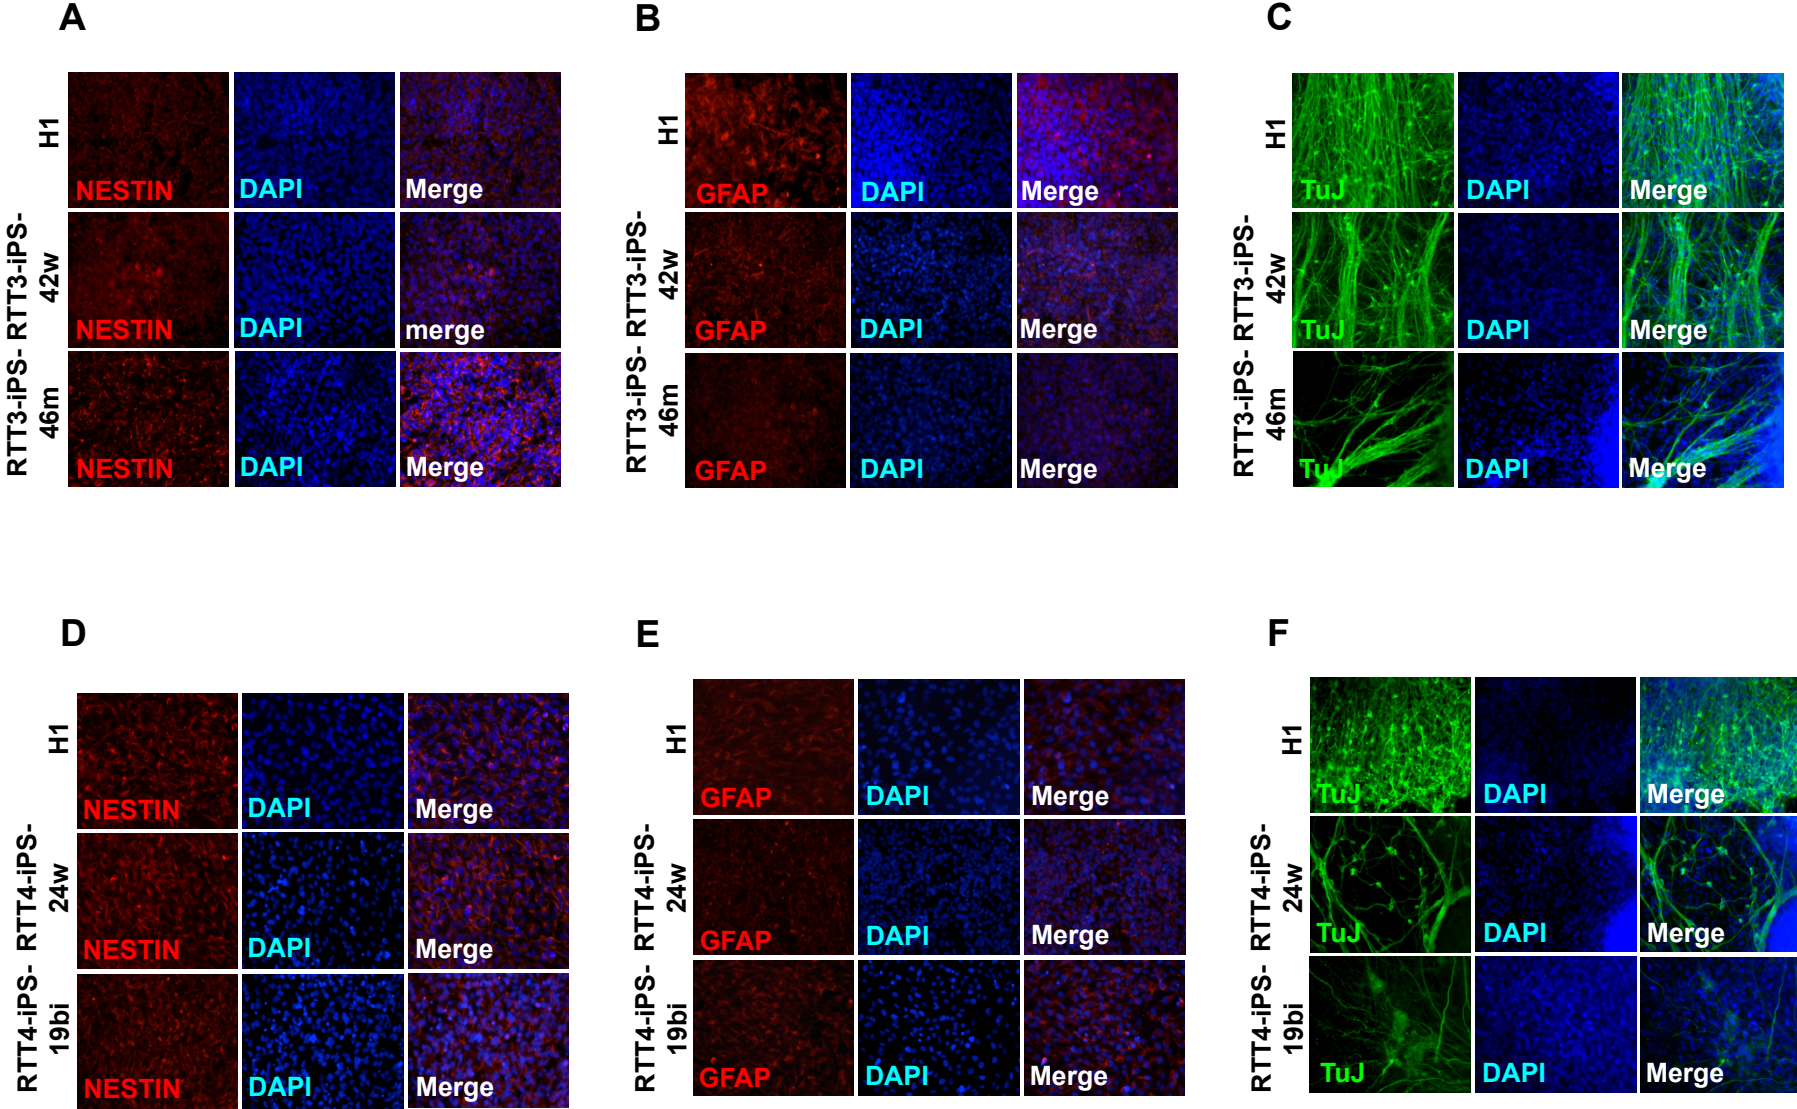 A
H1
NESTIN
DAPI
Merge
RTT3-iPS-
42w
NESTIN
DAPI
merge
RTT3-iPS-
46m
NESTIN
DAPI
Merge
B
H1
GFAP
DAPI
Merge
RTT3-iPS-
42w
GFAP
DAPI
Merge
RTT3-iPS-
46m
GFAP
DAPI
Merge
C
H1
TuJ
DAPI
Merge
RTT3-iPS-
42w
TuJ
DAPI
Merge
RTT3-iPS-
46m
TuJ
DAPI
Merge
D
H1
NESTIN
DAPI
Merge
RTT4-iPS-
24w
NESTIN
DAPI
Merge
RTT4-iPS-
19bi
NESTIN
DAPI
Merge
E
H1
GFAP
DAPI
Merge
RTT4-iPS-
24w
GFAP
DAPI
Merge
RTT4-iPS-
19bi
GFAP
DAPI
Merge
F
H1
TuJ
DAPI
Merge
RTT4-iPS-
24w
TuJ
DAPI
Merge
RTT4-iPS-
19bi
TuJ
DAPI
Merge